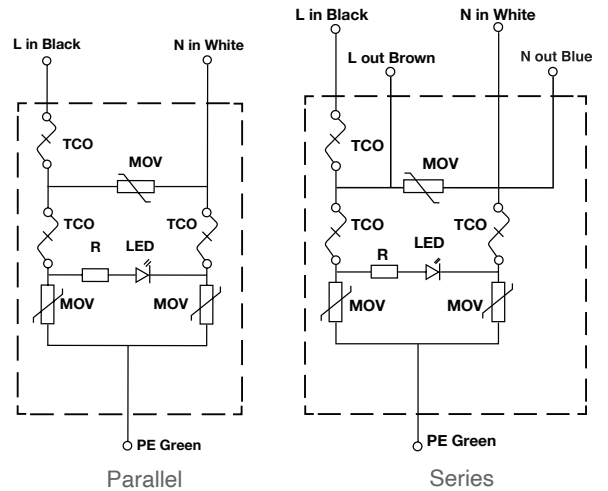 L in Black
N in White
TCO
MOV
TCO
TCO
R
LED
MOV
MOV
PE Green
Parallel
L in Black
N in White
L out Brown
N out Blue
TCO
MOV
TCO
TCO
R
LED
MOV
MOV
PE Green
Series